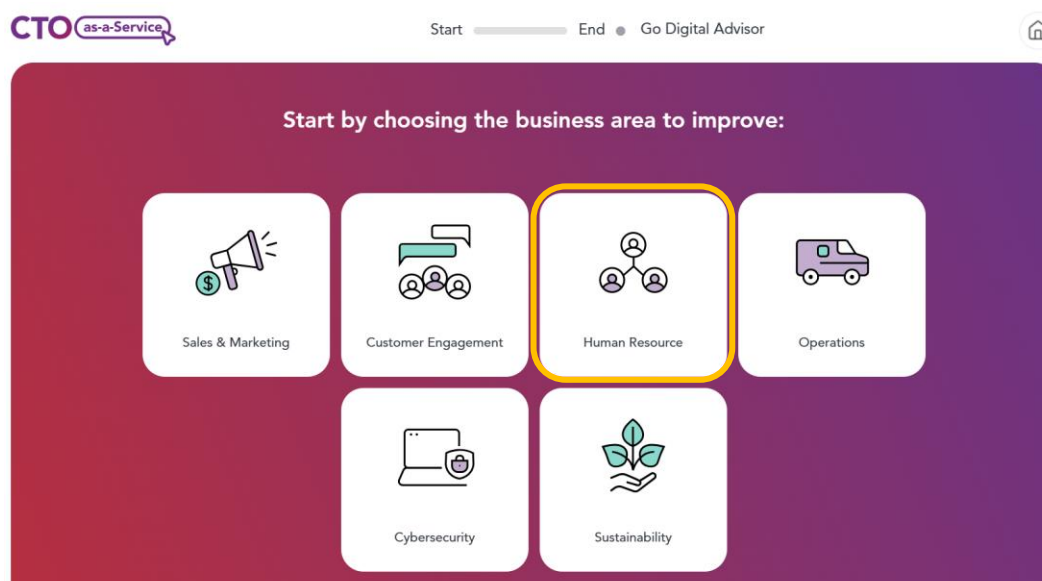 CTO as-a-Service
Start End Go Digital Advisor
Start by choosing the business area to improve:
$
Sales & Marketing Customer Engagement Human Resource Operations
Cybersecurity Sustainability